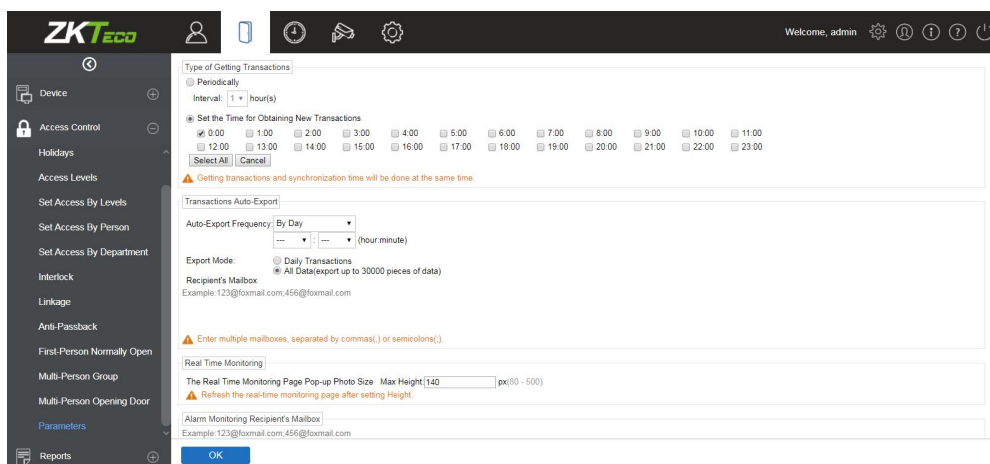 ZKTeco
Welcome, admin
Device
Access Control
Holidays
Access Levels
Set Access By Levels
Set Access By Person
Set Access By Department
Interlock
Linkage
Anti-Passback
First-Person Normally Open
Multi-Person Group
Multi-Person Opening Door
Parameters
Reports
Type of Getting Transactions
Periodically
Interval: 1 hour(s)
Set the Time for Obtaining New Transactions
0:00 1:00 2:00 3:00 4:00 5:00 6:00 7:00 8:00 9:00 10:00 11:00
12:00 13:00 14:00 15:00 16:00 17:00 18:00 19:00 20:00 21:00 22:00 23:00
Select All Cancel
Getting transactions and synchronization time will be done at the same time.
Transactions Auto-Export
Auto-Export Frequency: By Day
--- : --- (hour:minute)
Export Mode: Daily Transactions
All Data(export up to 30000 pieces of data)
Recipient's Mailbox
Example:123@foxmail.com;456@foxmail.com
Enter multiple mailboxes, separated by commas(,) or semicolons(;).
Real Time Monitoring
The Real Time Monitoring Page Pop-up Photo Size Max Height 140 px(80 - 500)
Refresh the real-time monitoring page after setting Height.
Alarm Monitoring Recipient's Mailbox
Example:123@foxmail.com;456@foxmail.com
OK